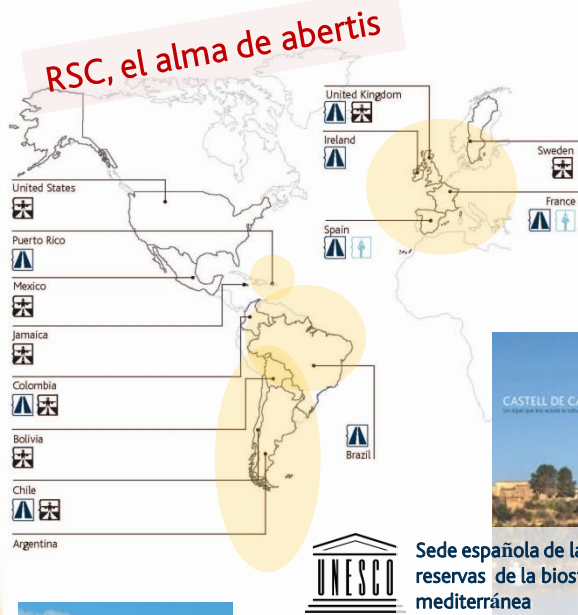 RSC, el alma de abertis
United Kingdom
Ireland
Sweden
France
Spain
United States
Puerto Rico
Mexico
Jamaica
Colombia
Bolivia
Chile
Argentina
Brazil
CASTELL DE CA
UNESCO
Sede española de la
reservas de la biosf
mediterránea